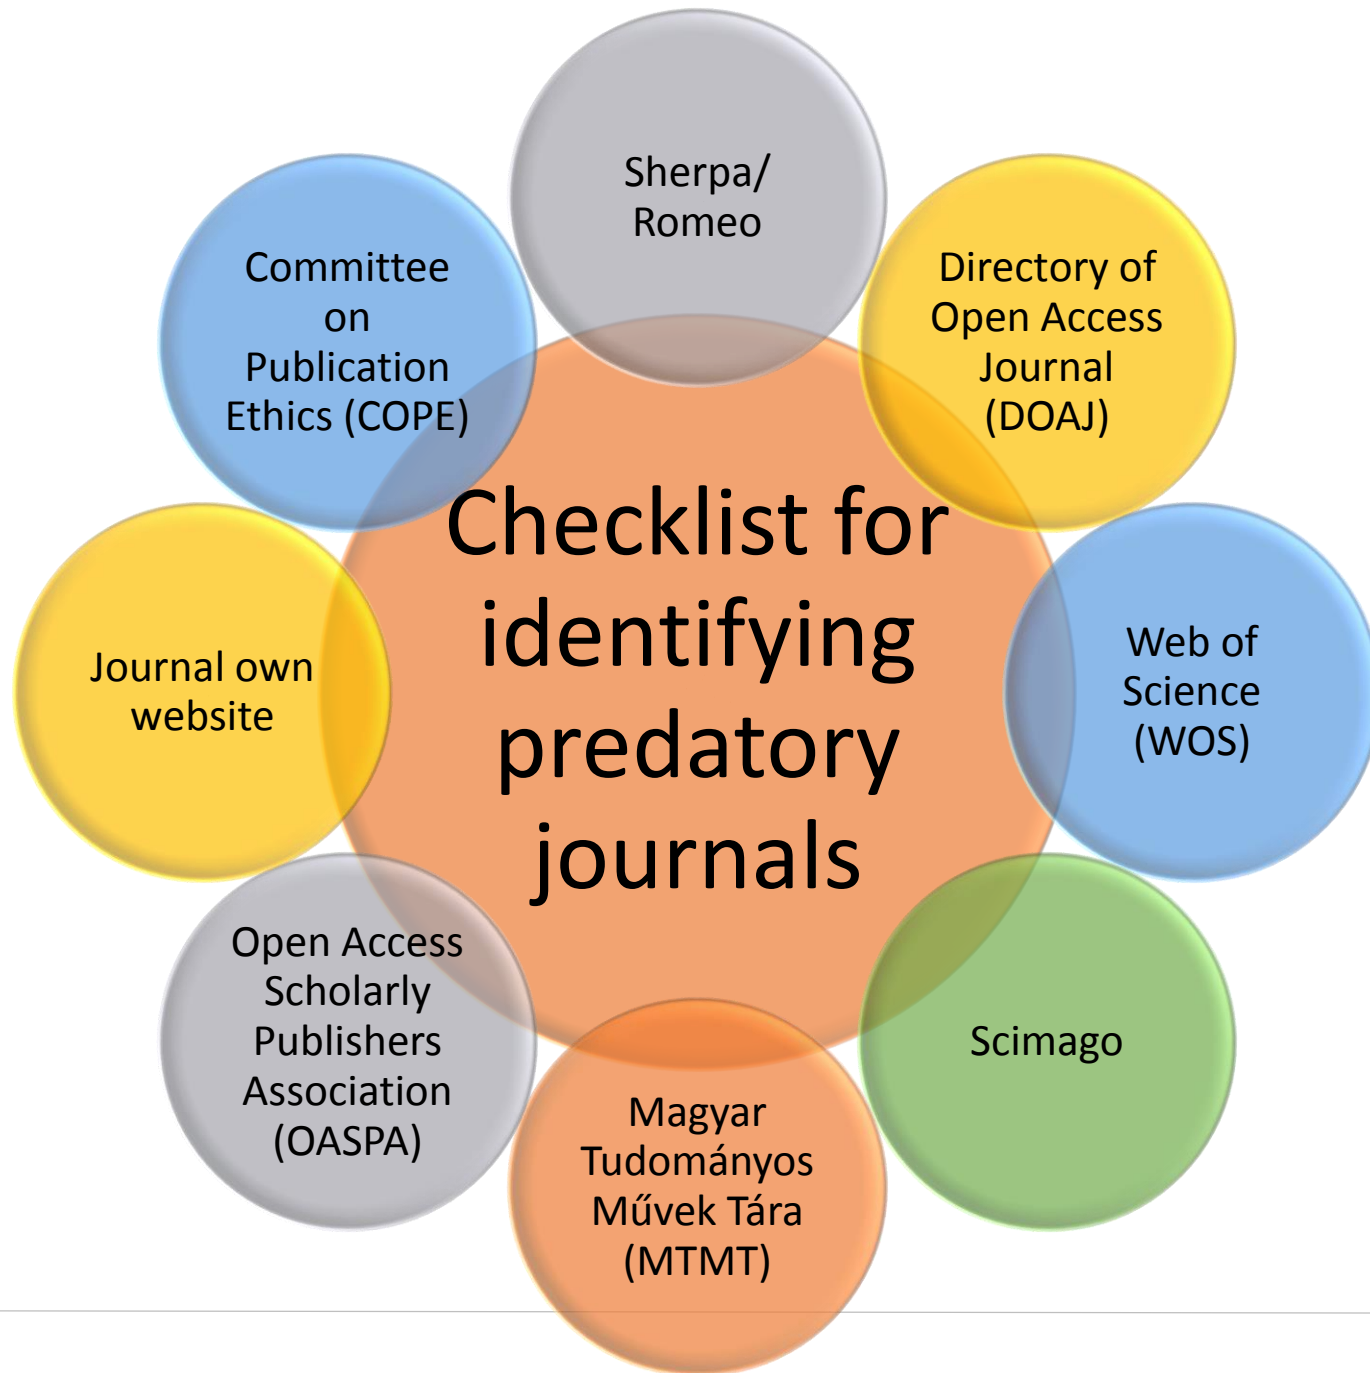 Sherpa/
Romeo
Directory of
Open Access
Journal
(DOAJ)
Web of
Science
(WOS)
Scimago
Magyar
Tudományos
Művek Tára
(MTMT)
Open Access
Scholarly
Publishers
Association
(OASPA)
Journal own
website
Committee
on
Publication
Ethics (COPE)
Checklist for
identifying
predatory
journals